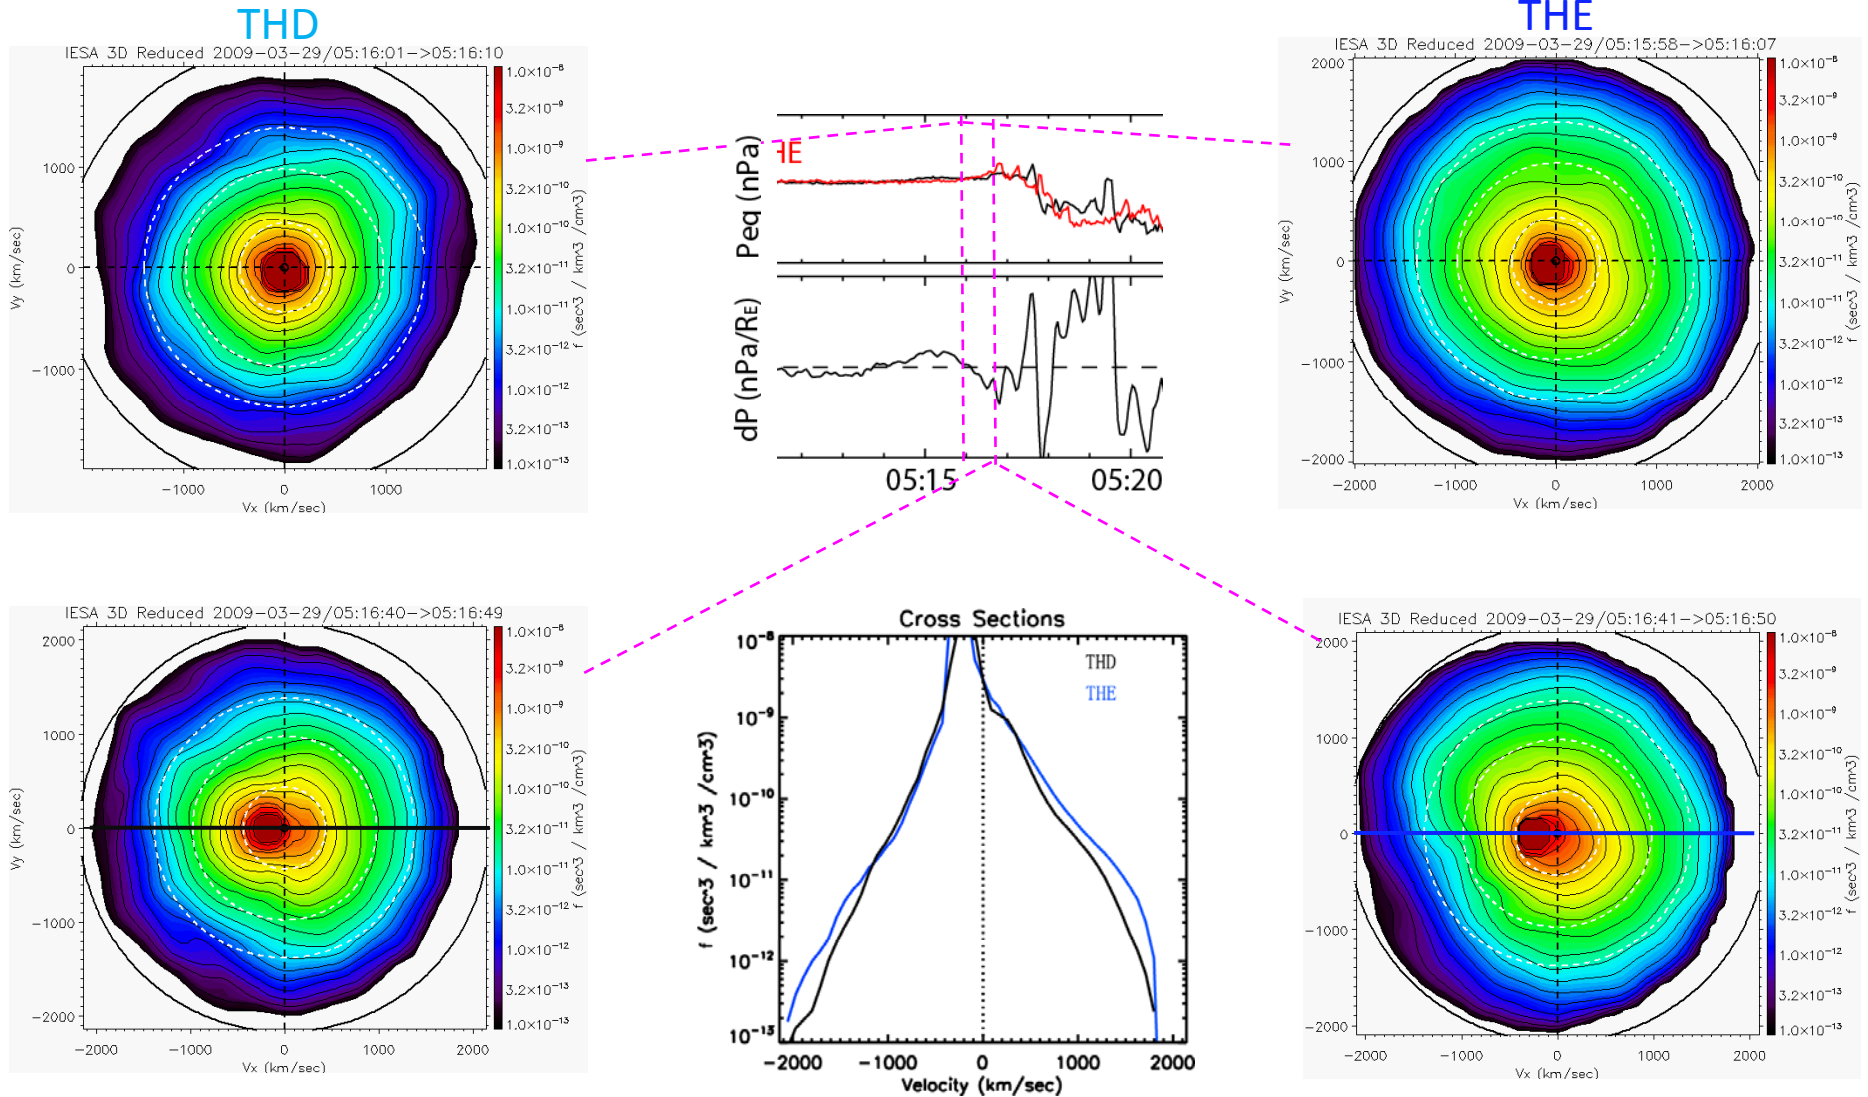 THD
THE
IESA 3D Reduced 2009-03-29/05:16:01->05:16:10
1.0×10⁻⁸
3.2×10⁻⁹
1.0×10⁻⁹
3.2×10⁻¹⁰
1.0×10⁻¹⁰
3.2×10⁻¹¹
1.0×10⁻¹¹
3.2×10⁻¹²
1.0×10⁻¹²
3.2×10⁻¹³
1.0×10⁻¹³
f (sec^3 / km^3 /cm^3)
Vy (km/sec)
1000
0
-1000
-1000 0 1000
Vx (km/sec)
HE
Peq (nPa)
dP (nPa/RE)
05:15 05:20
IESA 3D Reduced 2009-03-29/05:15:58->05:16:07
1.0×10⁻⁸
3.2×10⁻⁹
1.0×10⁻⁹
3.2×10⁻¹⁰
1.0×10⁻¹⁰
3.2×10⁻¹¹
1.0×10⁻¹¹
3.2×10⁻¹²
1.0×10⁻¹²
3.2×10⁻¹³
1.0×10⁻¹³
f (sec^3 / km^3 /cm^3)
Vy (km/sec)
2000
1000
0
-1000
-2000
-2000 -1000 0 1000 2000
Vx (km/sec)
IESA 3D Reduced 2009-03-29/05:16:40->05:16:49
1.0×10⁻⁸
3.2×10⁻⁹
1.0×10⁻⁹
3.2×10⁻¹⁰
1.0×10⁻¹⁰
3.2×10⁻¹¹
1.0×10⁻¹¹
3.2×10⁻¹²
1.0×10⁻¹²
3.2×10⁻¹³
1.0×10⁻¹³
f (sec^3 / km^3 /cm^3)
Vy (km/sec)
2000
1000
0
-1000
-2000
-2000 -1000 0 1000 2000
Vx (km/sec)
Cross Sections
THD
THE
10⁻⁸
10⁻⁹
10⁻¹⁰
10⁻¹¹
10⁻¹²
10⁻¹³
f (sec^3 / km^3 /cm^3)
-2000 -1000 0 1000 2000
Velocity (km/sec)
IESA 3D Reduced 2009-03-29/05:16:41->05:16:50
1.0×10⁻⁸
3.2×10⁻⁹
1.0×10⁻⁹
3.2×10⁻¹⁰
1.0×10⁻¹⁰
3.2×10⁻¹¹
1.0×10⁻¹¹
3.2×10⁻¹²
1.0×10⁻¹²
3.2×10⁻¹³
1.0×10⁻¹³
f (sec^3 / km^3 /cm^3)
Vy (km/sec)
2000
1000
0
-1000
-2000
-2000 -1000 0 1000 2000
Vx (km/sec)